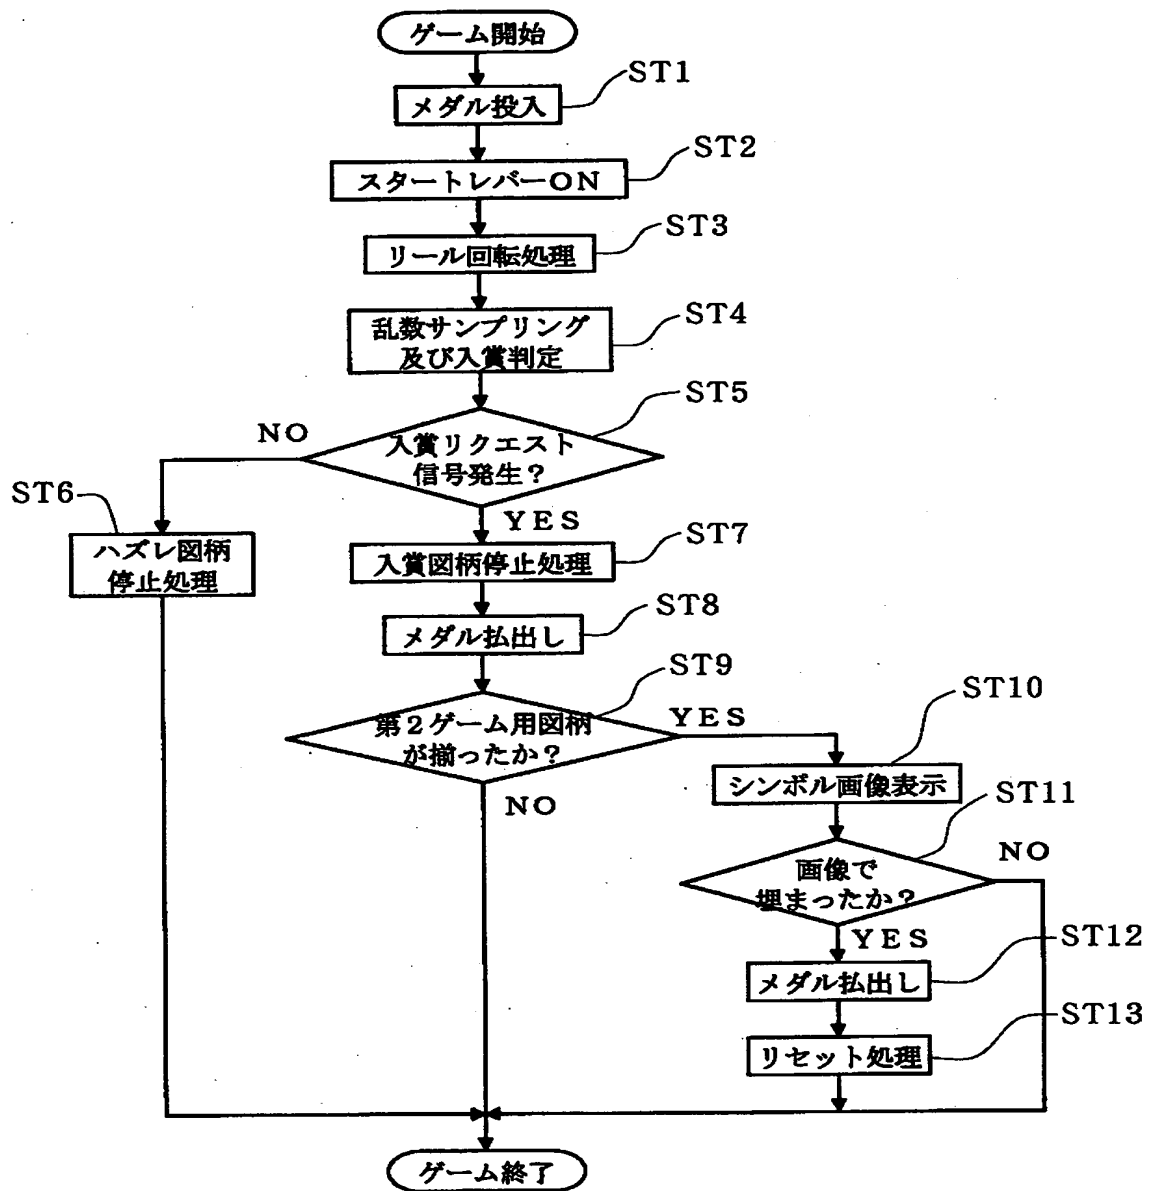 ゲーム開始
ST1
メダル投入
ST2
スタートレバーON
ST3
リール回転処理
ST4
乱数サンプリング
及び入賞判定
ST5
NO
入賞リクエスト
信号発生?
ST6
YES
ST7
ハズレ図柄
停止処理
入賞図柄停止処理
ST8
メダル払出し
ST9
第2ゲーム用図柄
が揃ったか?
YES
ST10
シンボル画像表示
NO
ST11
NO
画像で
埋まったか?
YES
ST12
メダル払出し
ST13
リセット処理
ゲーム終了